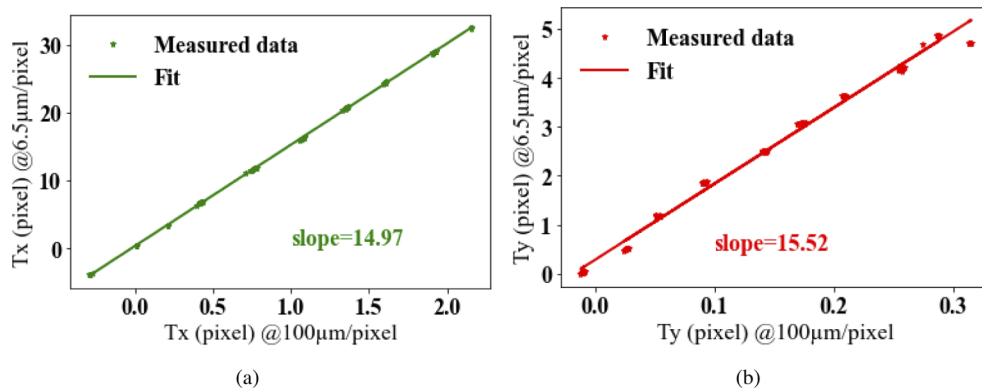 Tx (pixel) @6.5μm/pixel
30
20
10
0
Measured data
Fit
slope=14.97
0.0 0.5 1.0 1.5 2.0
Tx (pixel) @100μm/pixel
(a)
Ty (pixel) @6.5μm/pixel
5
4
3
2
1
0
Measured data
Fit
slope=15.52
0.0 0.1 0.2 0.3
Ty (pixel) @100μm/pixel
(b)